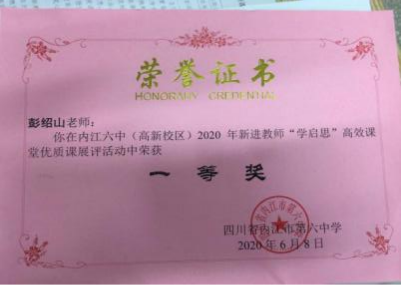 荣誉证书
HONORARY CREDENTIAL
彭绍山老师：
你在内江六中（高新校区）2020 年新进教师“学启思”高效课
堂优质课展评活动中荣获
一 等 奖
四川省内江市第六中学
2020 年 6 月 8 日